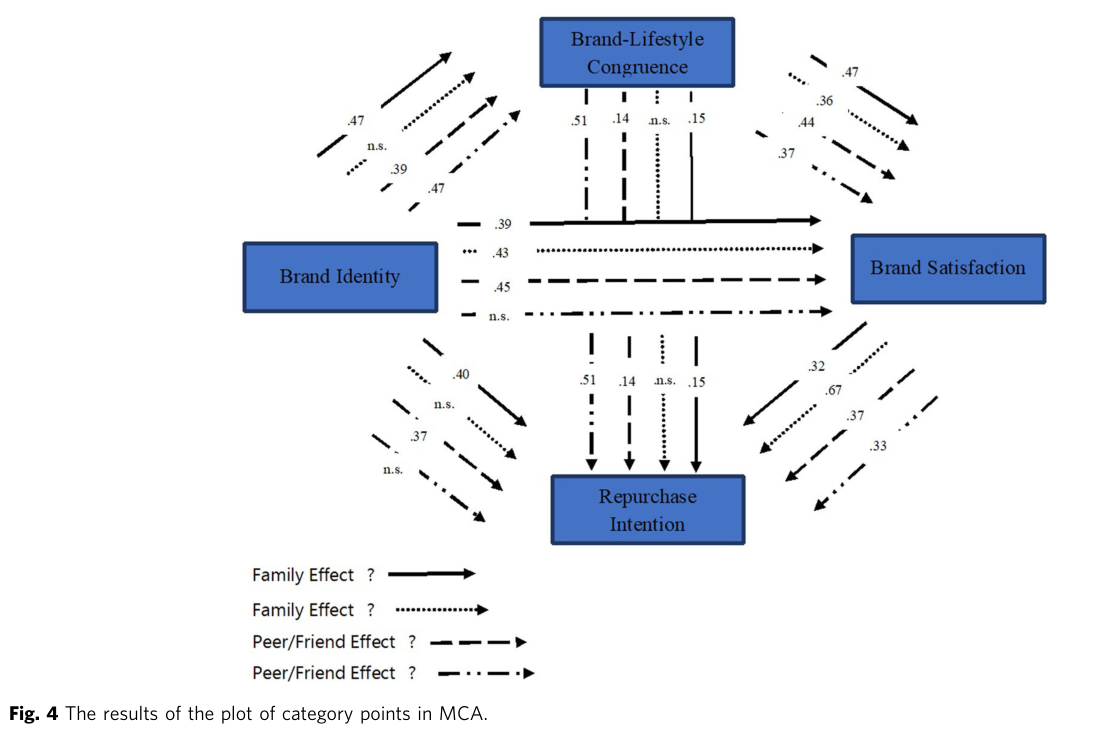 Brand-Lifestyle
Congruence
.47
n.s.
.39
.47
.51 .14 .n.s. .15
.47
.36
.44
.37
Brand Identity
.39
.43
.45
n.s.
Brand Satisfaction
.40
n.s.
.37
n.s.
.51 .14 .n.s. .15
.32
.67
.37
.33
Repurchase
Intention
Family Effect ?
Family Effect ?
Peer/Friend Effect ?
Peer/Friend Effect ?
Fig. 4 The results of the plot of category points in MCA.